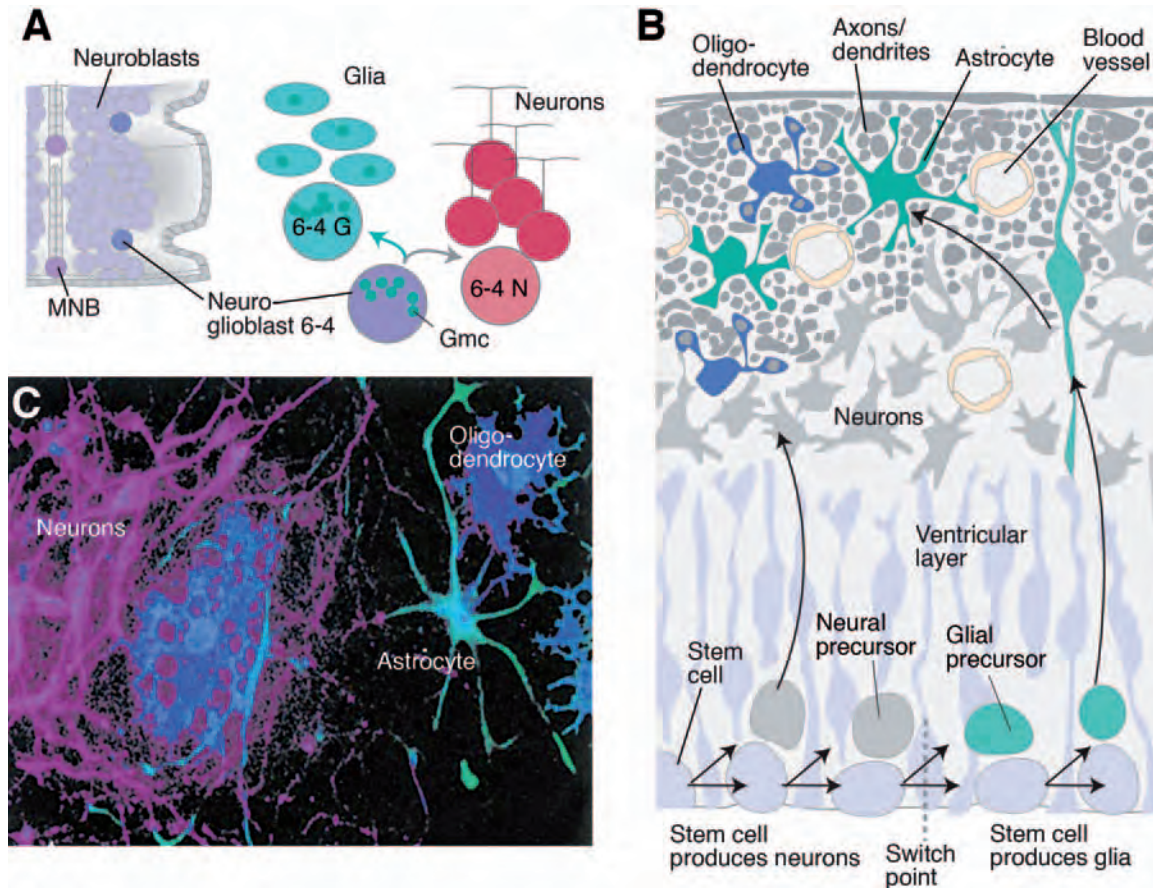 A
Neuroblasts
Glia
Neurons
6-4 G
6-4 N
MNB
Neuro
glioblast 6-4
Gmc
B
Oligo-
dendrocyte
Axons/
dendrites
Astrocyte
Blood
vessel
Neurons
Ventricular
layer
Stem
cell
Neural
precursor
Glial
precursor
Stem cell
produces neurons
Switch
point
Stem cell
produces glia
C
Neurons
Oligo-
dendrocyte
Astrocyte